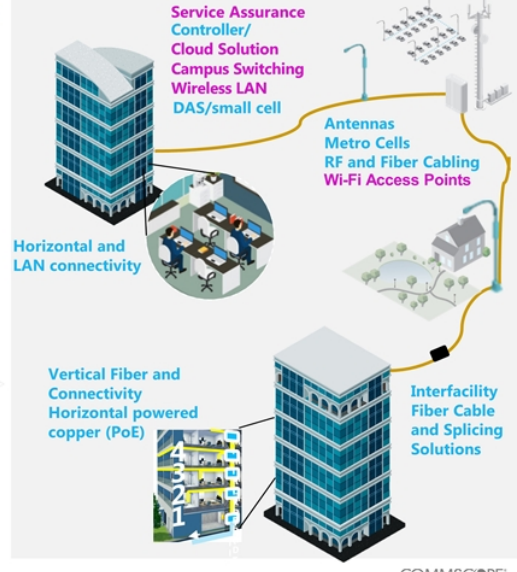 Service Assurance
Controller/
Cloud Solution
Campus Switching
Wireless LAN
DAS/small cell
Antennas
Metro Cells
RF and Fiber Cabling
Wi-Fi Access Points
Horizontal and
LAN connectivity
Vertical Fiber and
Connectivity
Horizontal powered
copper (PoE)
4
3
2
1
Interfacility
Fiber Cable
and Splicing
Solutions
COMMSCOPE